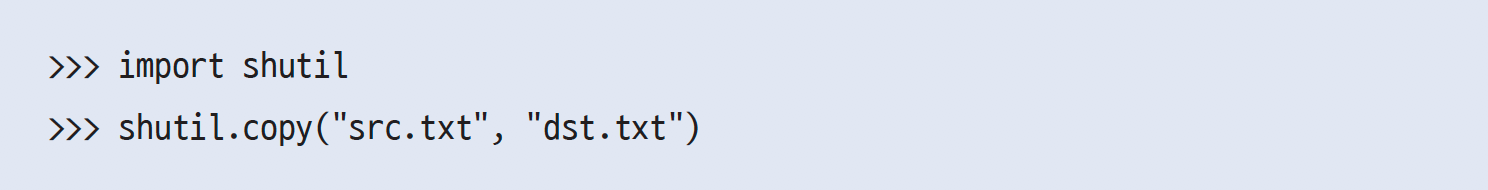 >>> import shutil
>>> shutil.copy("src.txt", "dst.txt")